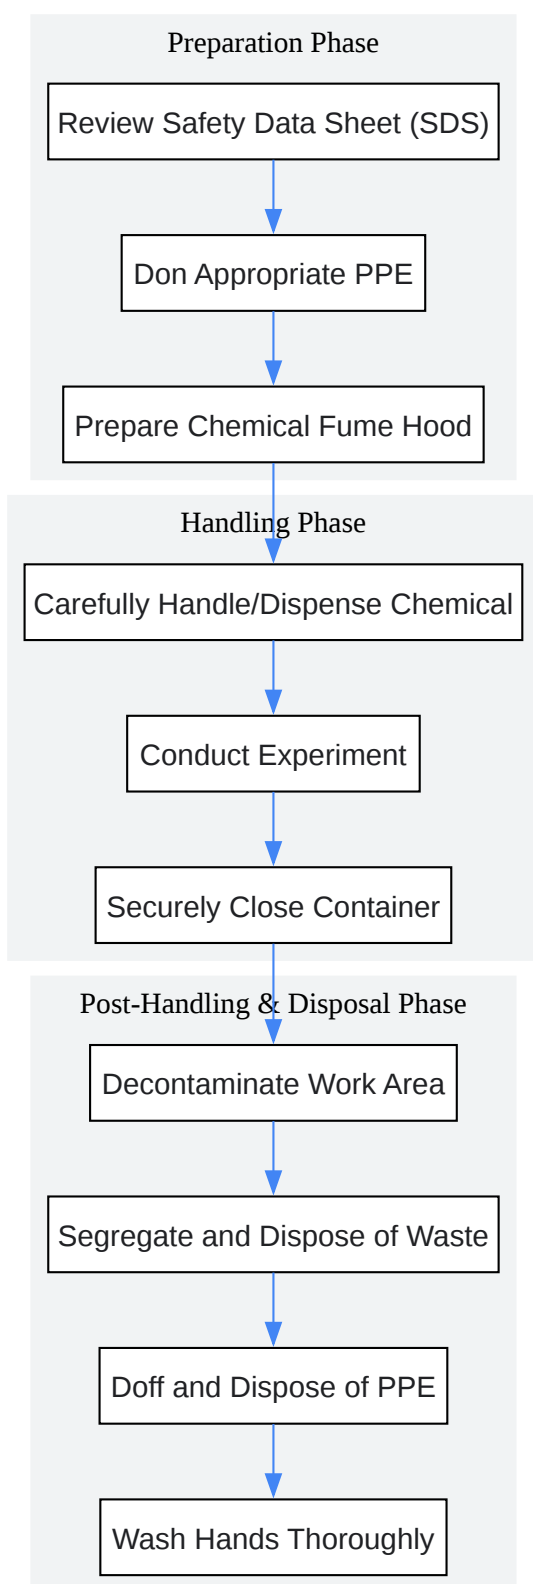 Preparation Phase
Review Safety Data Sheet (SDS)
Don Appropriate PPE
Prepare Chemical Fume Hood
Handling Phase
Carefully Handle/Dispense Chemical
Conduct Experiment
Securely Close Container
Post-Handling & Disposal Phase
Decontaminate Work Area
Segregate and Dispose of Waste
Doff and Dispose of PPE
Wash Hands Thoroughly